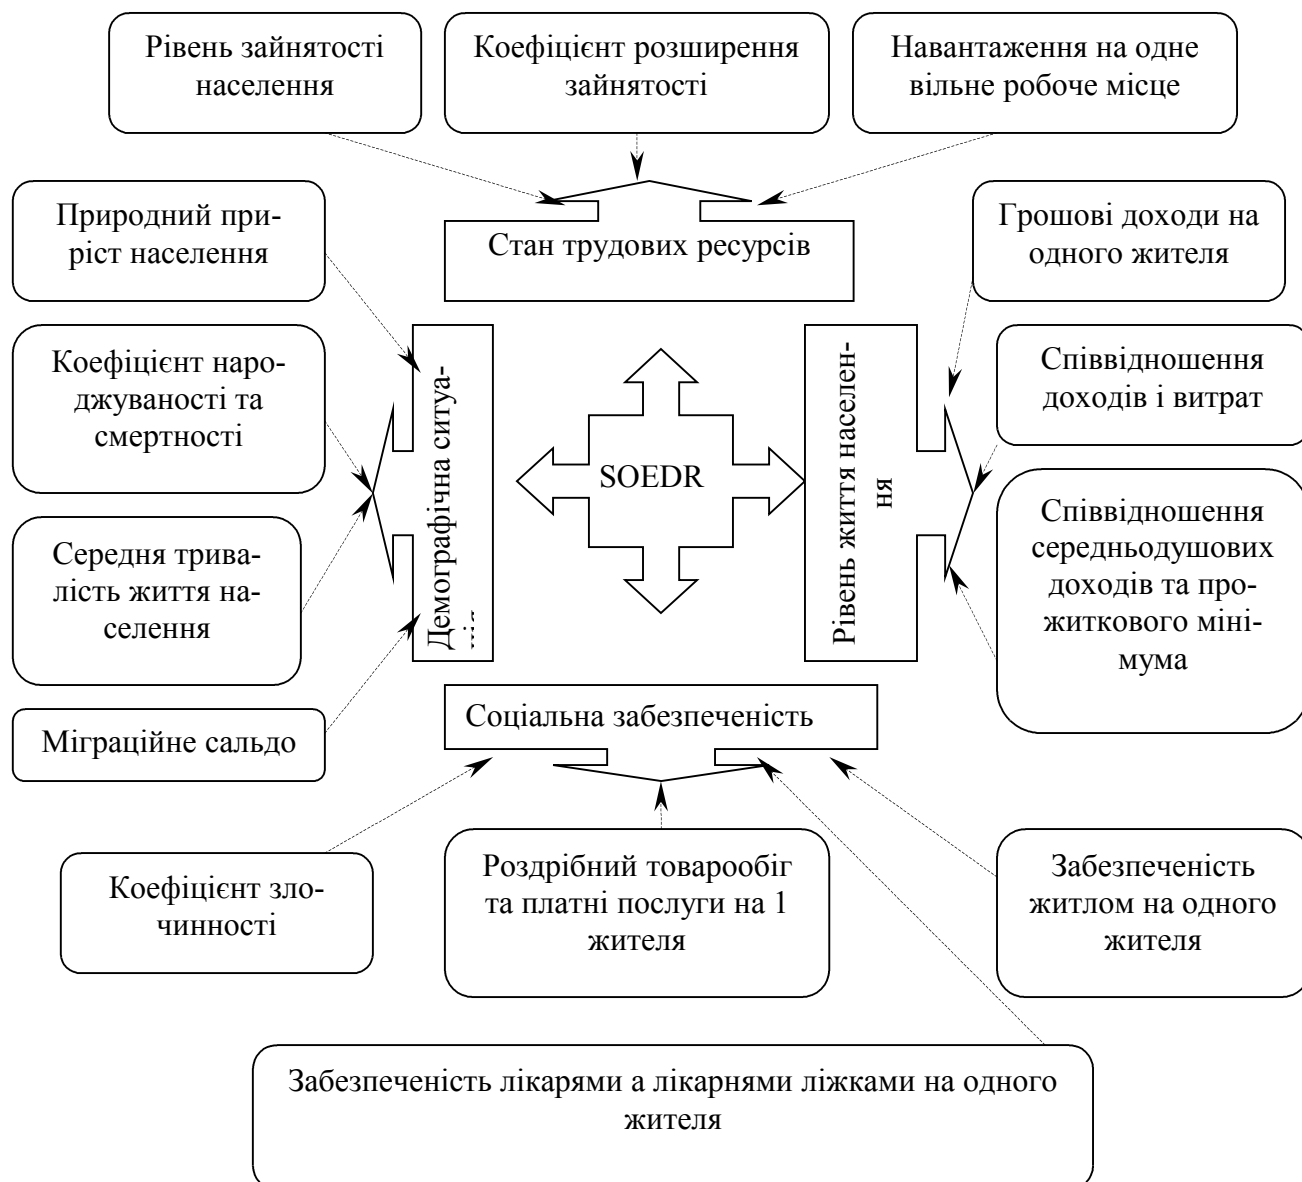 Рівень зайнятості
населення
Коефіцієнт розширення
зайнятості
Навантаження на одне
вільне робоче місце
Природний при-
ріст населення
Стан трудових ресурсів
Грошові доходи на
одного жителя
Коефіцієнт наро-
джуваності та
смертності
Демографічна ситуа-
SOEDR
Рівень життя населен-
ня
Співвідношення
доходів і витрат
Середня трива-
лість життя на-
селення
Співвідношення
середньодушових
доходів та про-
житкового міні-
мума
Міграційне сальдо
Соціальна забезпеченість
Коефіцієнт зло-
чинності
Роздрібний товарообіг
та платні послуги на 1
жителя
Забезпеченість
житлом на одного
жителя
Забезпеченість лікарями а лікарнями ліжками на одного
жителя